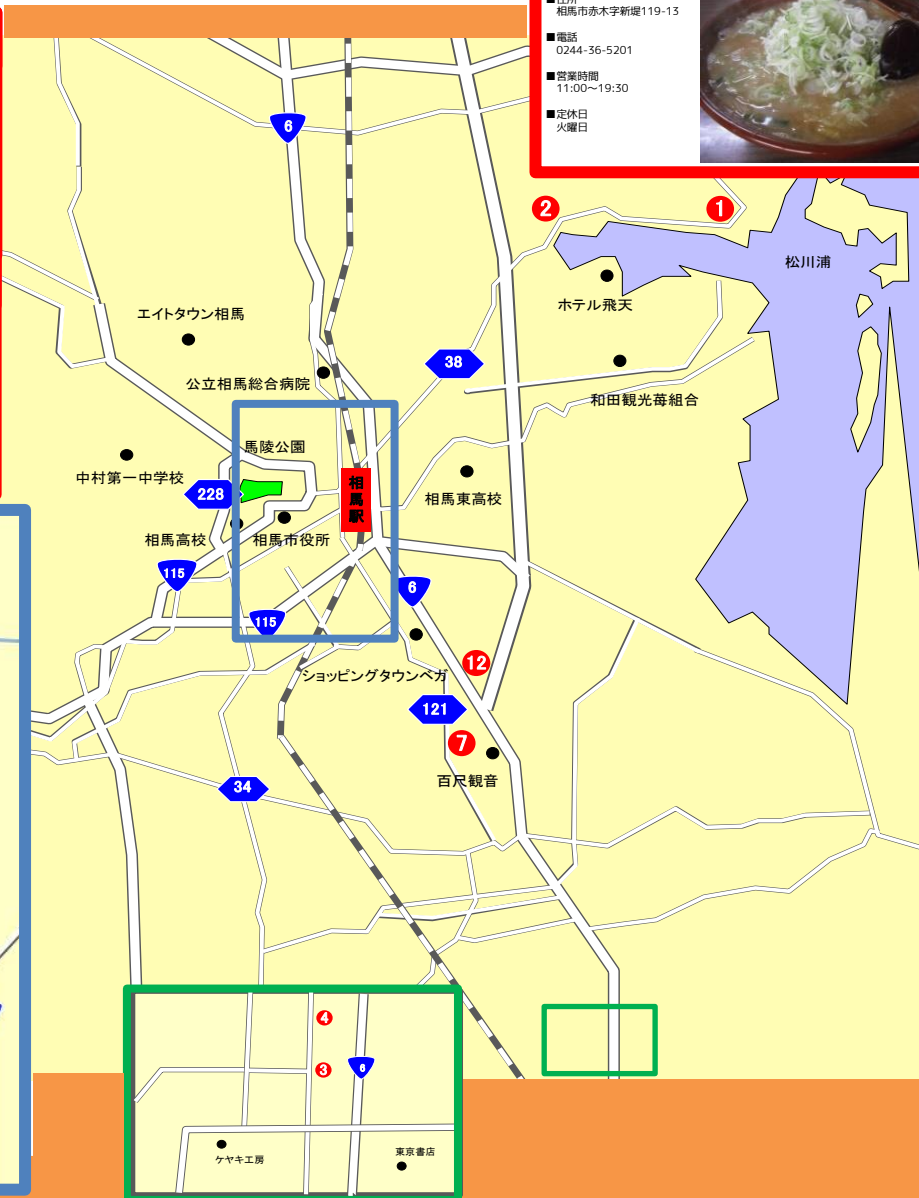 相馬市赤木字新堤119-13
■電話
0244-36-5201
■営業時間
11:00～19:30
■定休日
火曜日
6
2
1
松川浦
ホテル飛天
エイトタウン相馬
38
公立相馬総合病院
和田観光苺組合
馬陵公園
中村第一中学校
228
相馬駅
相馬東高校
相馬高校
相馬市役所
115
6
115
12
ショッピングタウンベガ
121
7
百尺観音
34
4
3
6
ケヤキ工房
東京書店